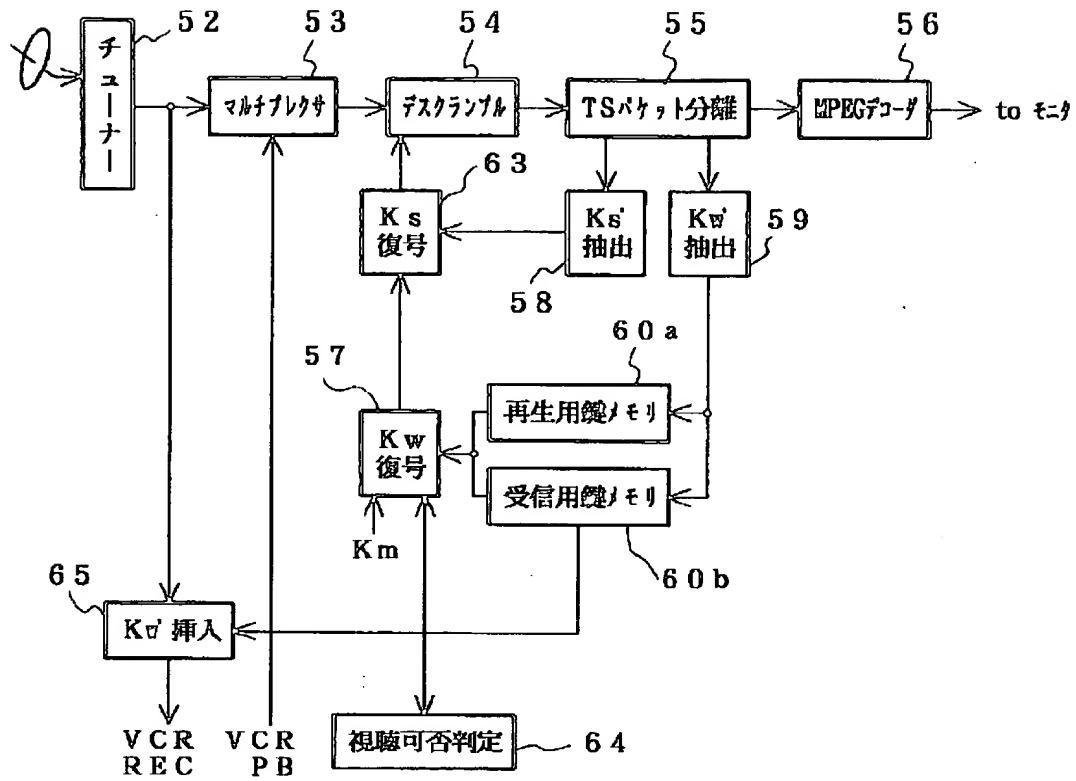 52
53
54
55
56
チューナー
マルチプレクサ
デスクランブル
TSパケット分離
MPEGデコーダ
to モニタ
63
Ks
復号
Ks'
抽出
Kw'
抽出
59
58
60a
57
再生用鍵メモリ
Kw
復号
受信用鍵メモリ
Km
60b
65
Kw' 挿入
VCR
REC
VCR
PB
視聴可否判定
64